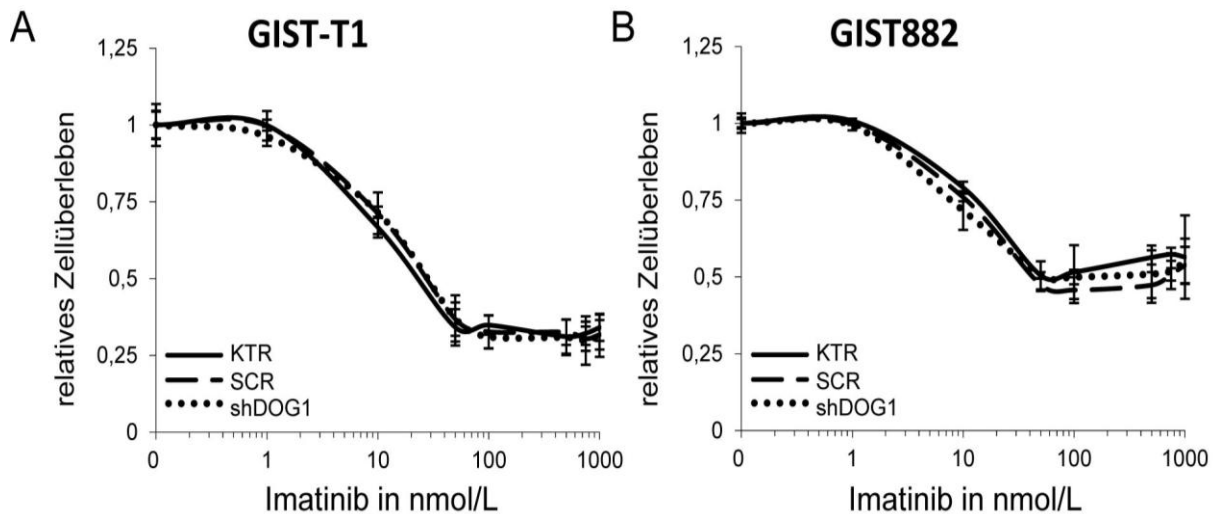 A
GIST-T1
relatives Zellüberleben
1,25
1
0,75
0,5
0,25
0
KTR
SCR
shDOG1
0
1
10
100
1000
Imatinib in nmol/L
B
GIST882
relatives Zellüberleben
1,25
1
0,75
0,5
0,25
0
KTR
SCR
shDOG1
0
1
10
100
1000
Imatinib in nmol/L